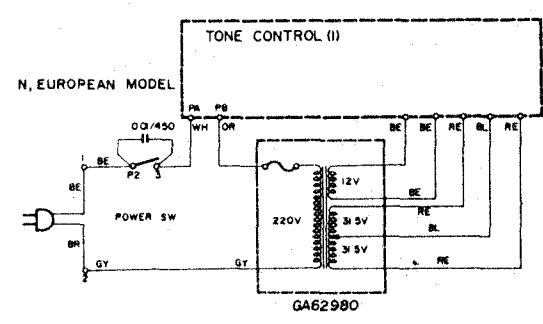 TONE CONTROL (1)
N, EUROPEAN MODEL
PA PB
0.01/450
WH OR BE BE RE BL RE
1 BE
P2 3
12V
BE
BE
RE
POWER SW
220V
31.5V
BL
BR
31.5V
GY GY RE
2
GA62980